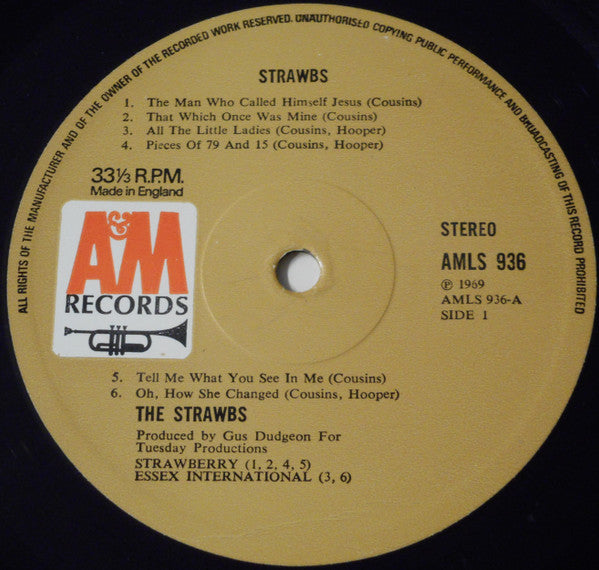 ALL RIGHTS OF THE MANUFACTURER AND OF THE OWNER OF THE RECORDED WORK RESERVED. UNAUTHORISED COPYING PUBLIC PERFORMANCE AND BROADCASTING OF THIS RECORD PROHIBITED
STRAWBS
1. The Man Who Called Himself Jesus (Cousins)
2. That Which Once Was Mine (Cousins)
3. All The Little Ladies (Cousins, Hooper)
4. Pieces Of 79 And 15 (Cousins, Hooper)
33⅓ R.P.M.
Made in England
A&M
RECORDS
STEREO
AMLS 936
℗ 1969
AMLS 936-A
SIDE 1
5. Tell Me What You See In Me (Cousins)
6. Oh, How She Changed (Cousins, Hooper)
THE STRAWBS
Produced by Gus Dudgeon For
Tuesday Productions
STRAWBERRY (1, 2, 4, 5)
ESSEX INTERNATIONAL (3, 6)